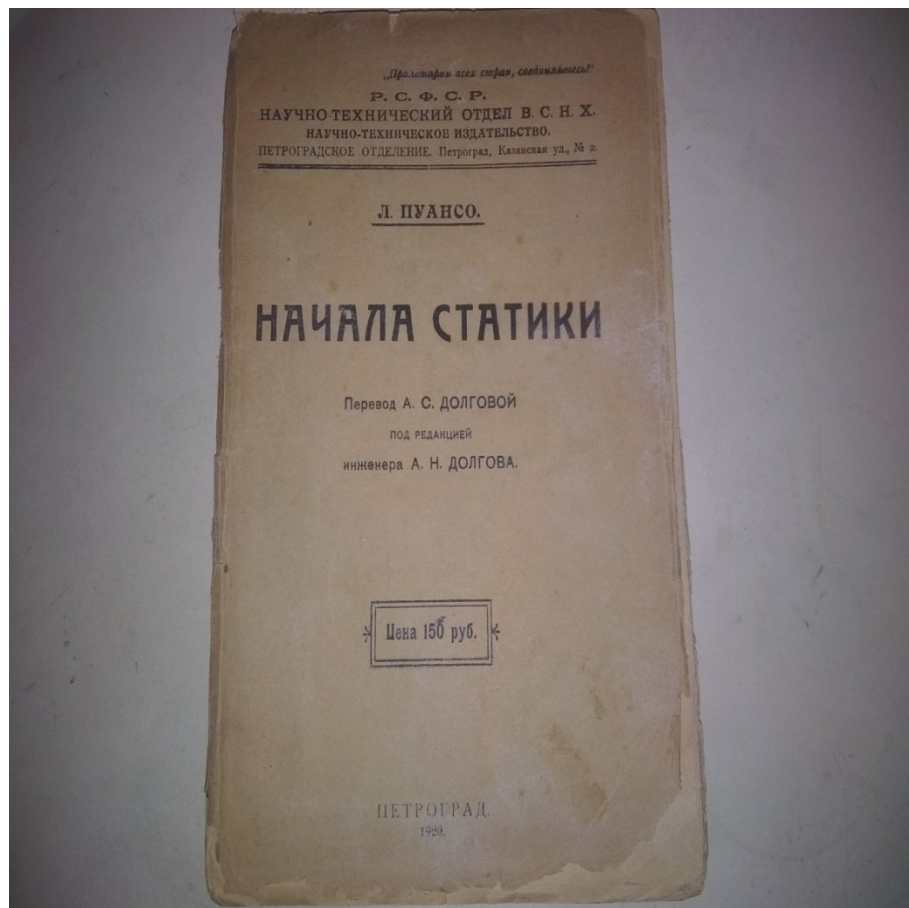 „Пролетарии всех стран, соединяйтесь!"
Р. С. Ф. С. Р.
НАУЧНО-ТЕХНИЧЕСКИЙ ОТДЕЛ В. С. Н. Х.
НАУЧНО-ТЕХНИЧЕСКОЕ ИЗДАТЕЛЬСТВО.
ПЕТРОГРАДСКОЕ ОТДЕЛЕНИЕ. Петроград, Казанская ул., № 2.
Л. ПУАНСО.
НАЧАЛА СТАТИКИ
Перевод А. С. ДОЛГОВОЙ
ПОД РЕДАКЦИЕЙ
инженера А. Н. ДОЛГОВА.
Цена 150 руб.
ПЕТРОГРАД.
1920.